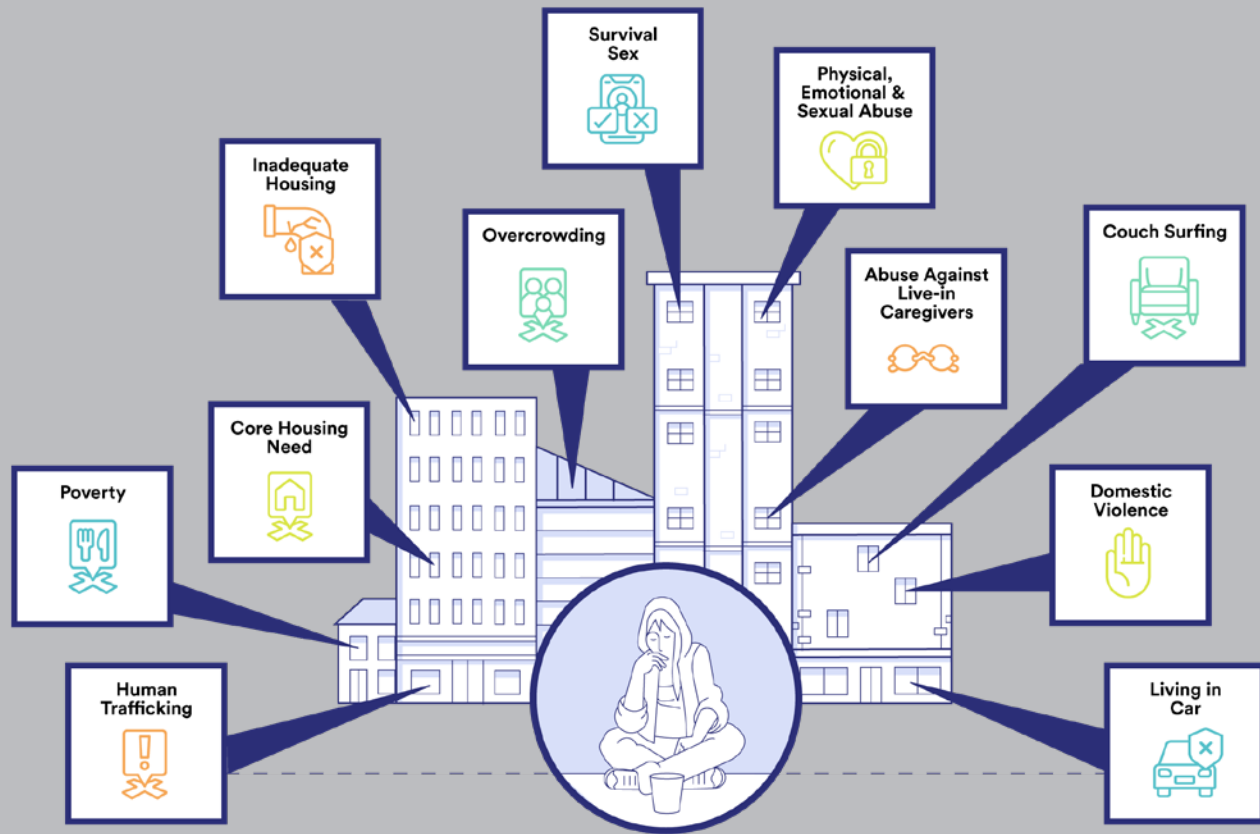 Survival
Sex
Physical,
Emotional &
Sexual Abuse
Inadequate
Housing
Overcrowding
Couch Surfing
Abuse Against
Live-in
Caregivers
Core Housing
Need
Poverty
Domestic
Violence
Human
Trafficking
Living in
Car